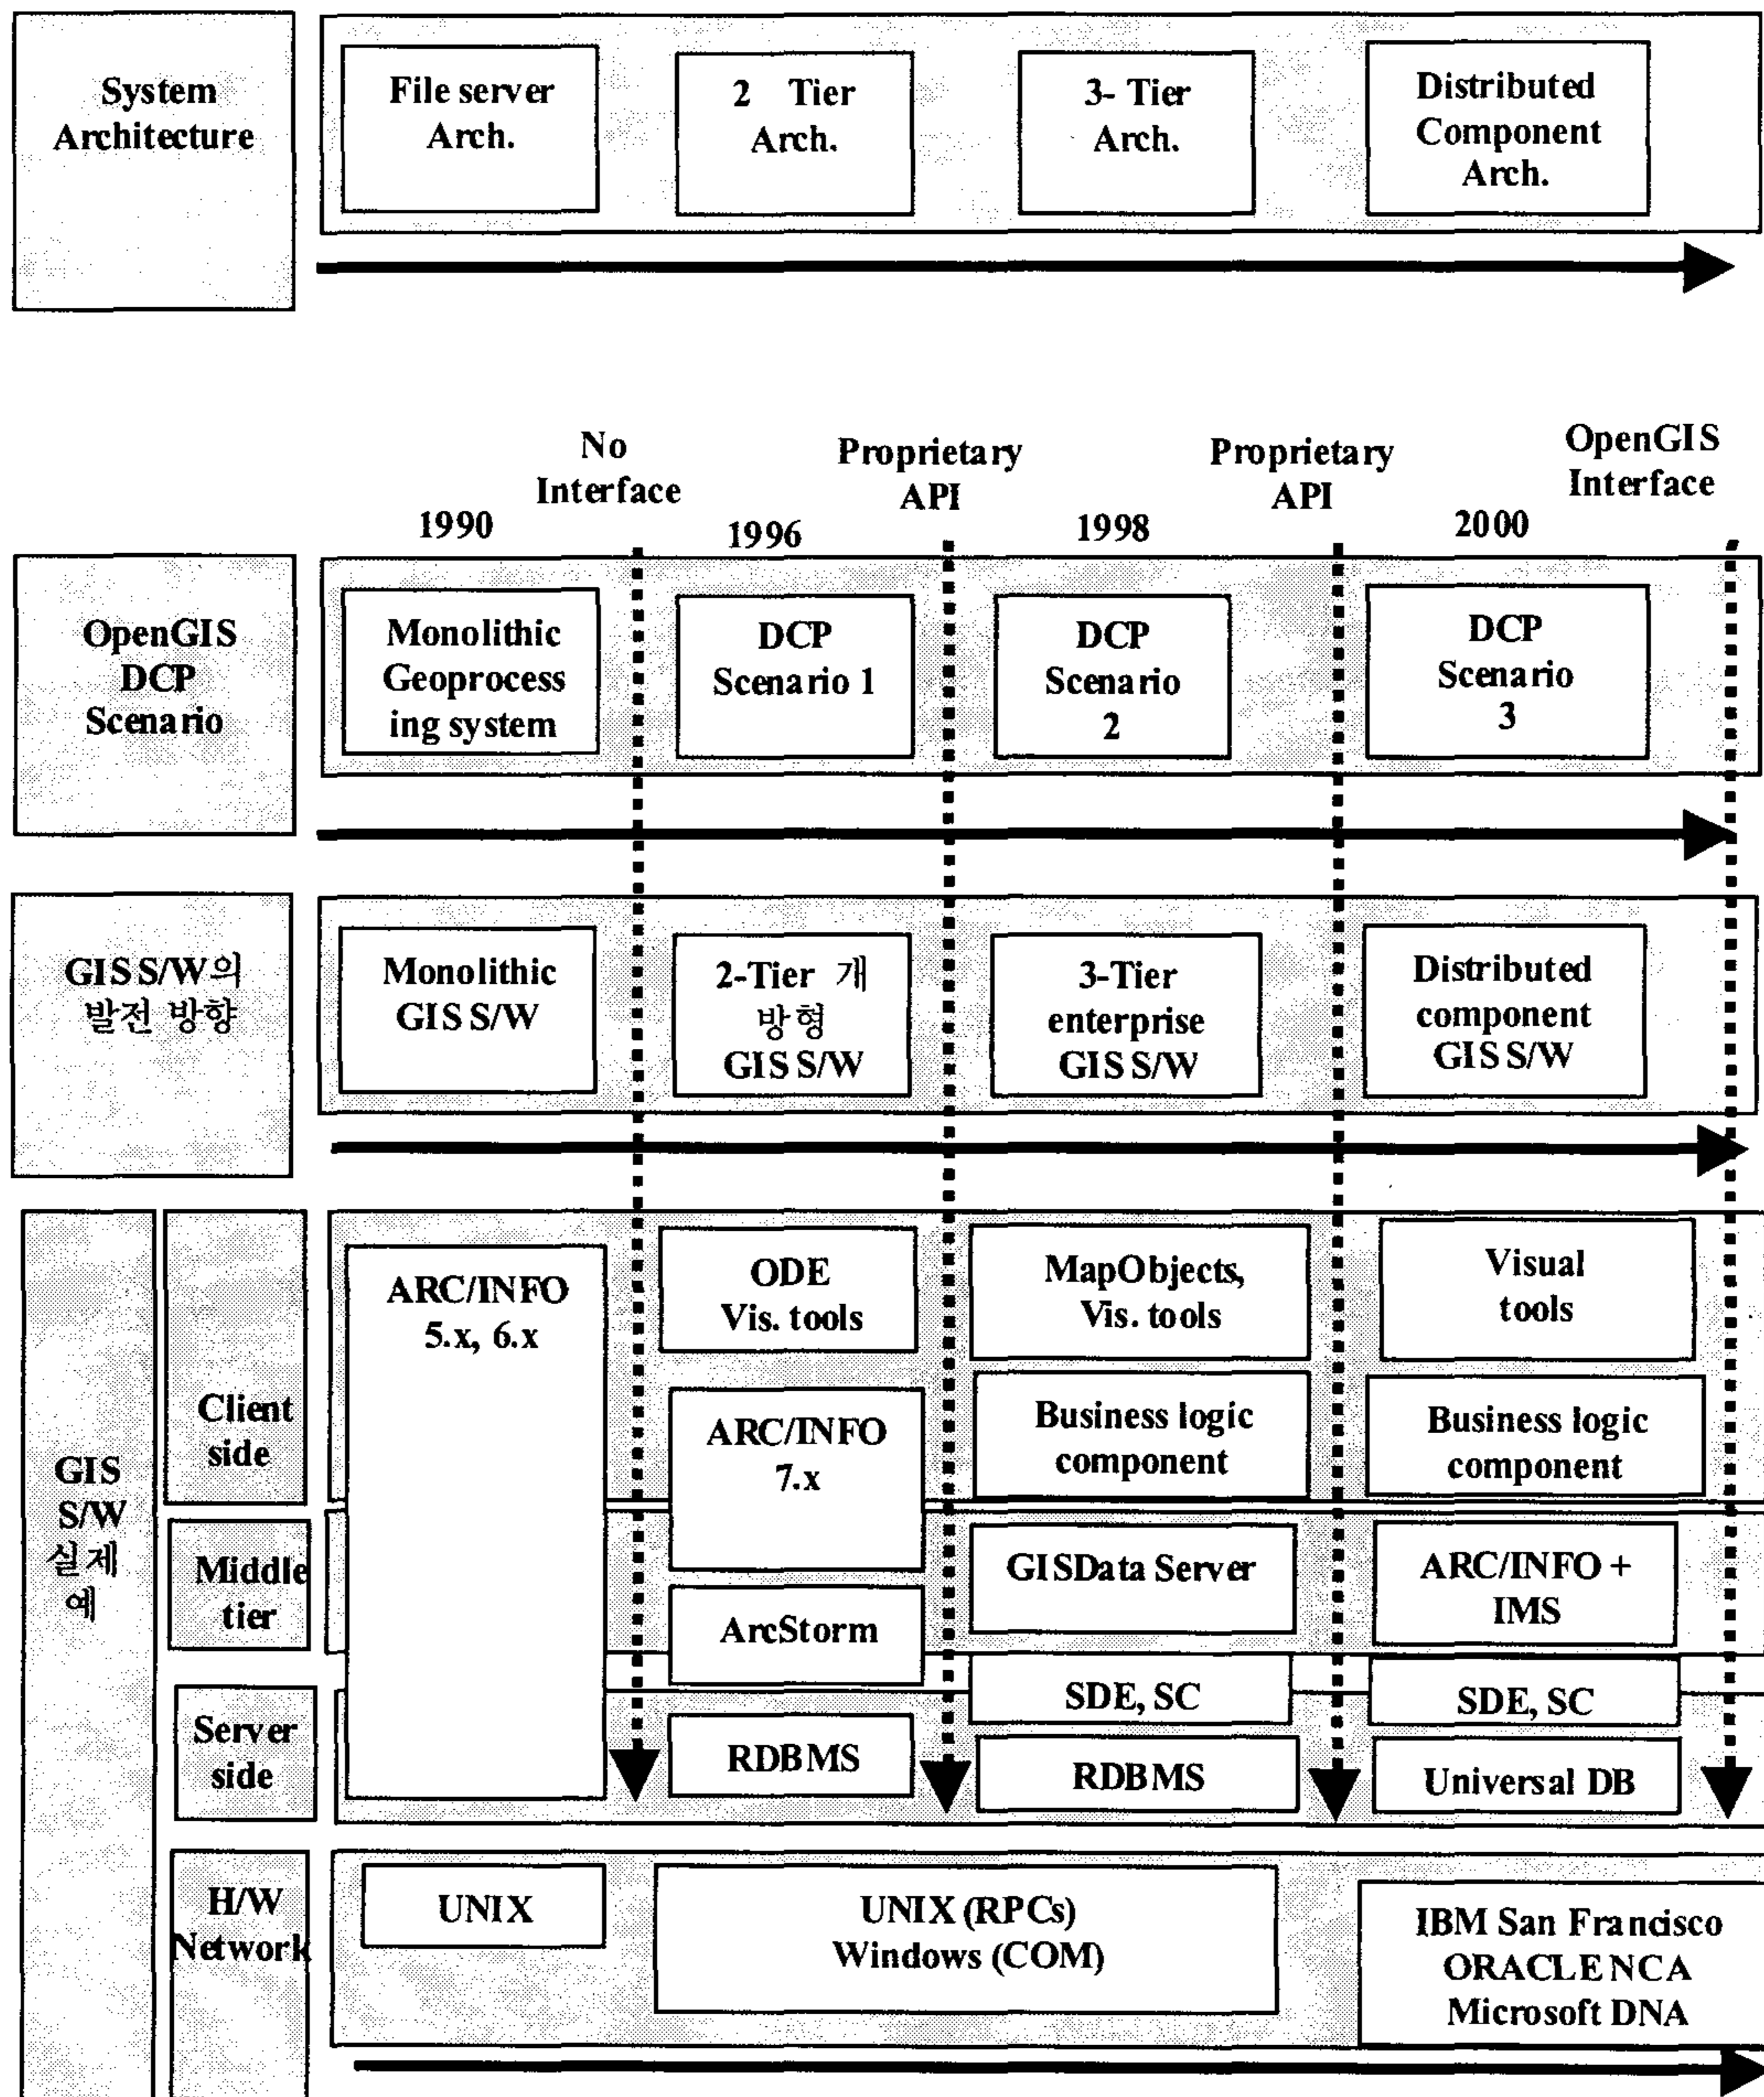 System
Architecture
File server
Arch.
2 Tier
Arch.
3- Tier
Arch.
Distributed
Component
Arch.
No
Interface
Proprietary
API
Proprietary
API
OpenGIS
Interface
1990
1996
1998
2000
OpenGIS
DCP
Scenario
Monolithic
Geoprocess
ing system
DCP
Scenario 1
DCP
Scenario
2
DCP
Scenario
3
GIS S/W의
발전 방향
Monolithic
GIS S/W
2-Tier 개
방형
GIS S/W
3-Tier
enterprise
GIS S/W
Distributed
component
GIS S/W
GIS
S/W
실제
예
Client
side
ARC/INFO
5.x, 6.x
ODE
Vis. tools
MapObjects,
Vis. tools
Visual
tools
ARC/INFO
7.x
Business logic
component
Business logic
component
Middle
tier
ArcStorm
GISData Server
ARC/INFO +
IMS
Server
side
SDE, SC
SDE, SC
RDBMS
RDBMS
Universal DB
H/W
Network
UNIX
UNIX (RPCs)
Windows (COM)
IBM San Francisco
ORACLE NCA
Microsoft DNA